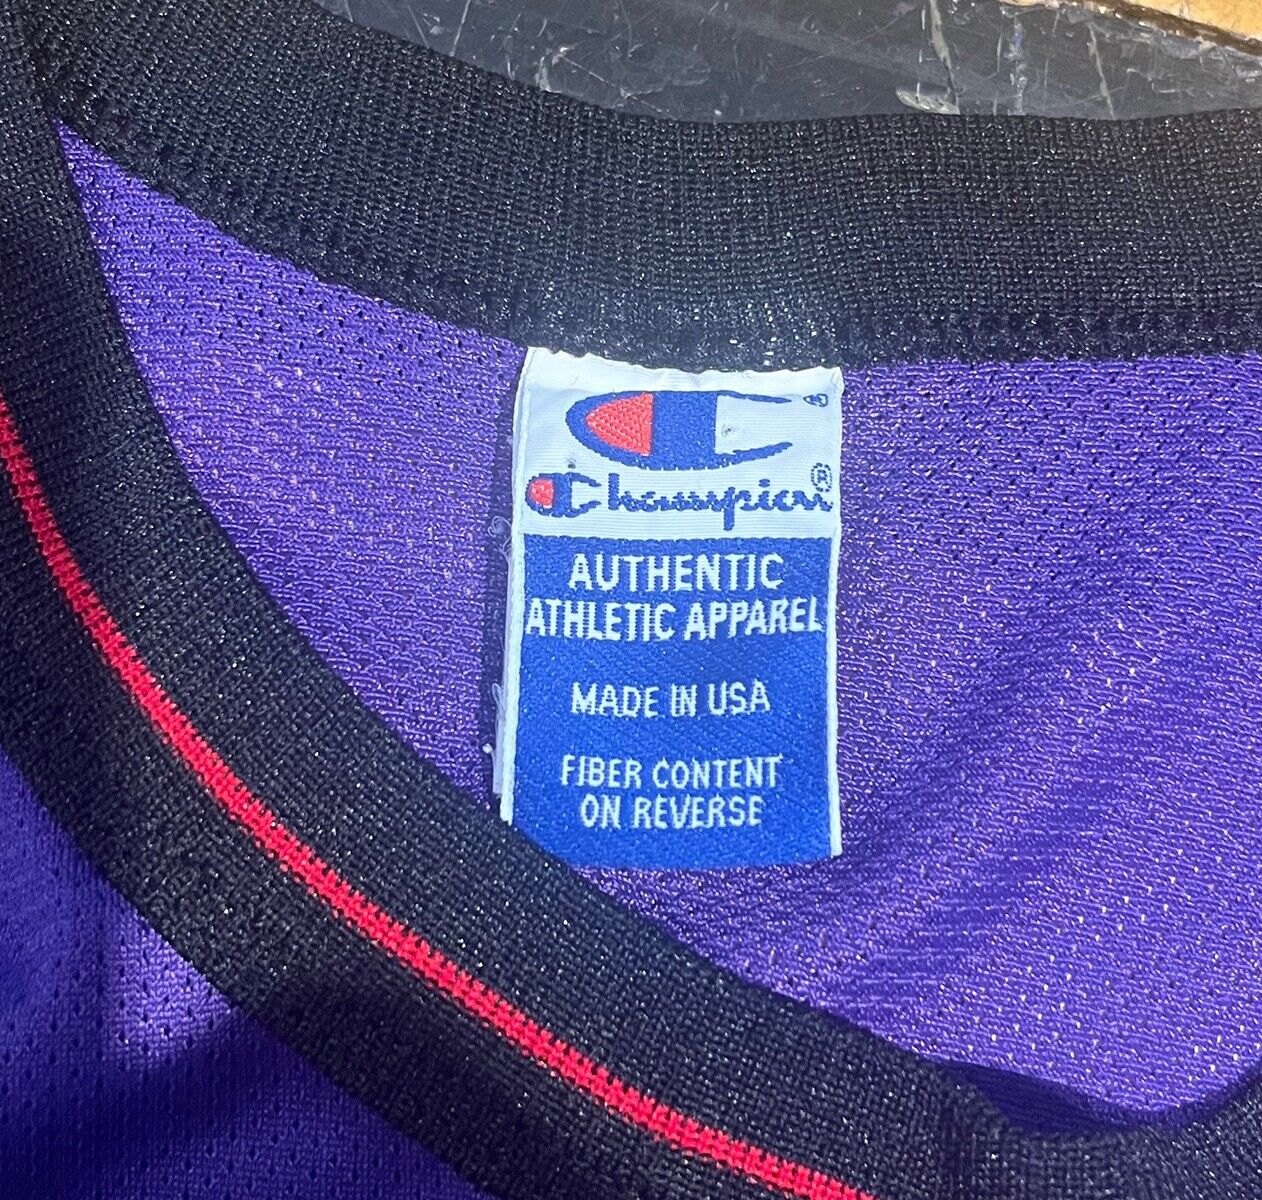 Champion®
AUTHENTIC
ATHLETIC APPAREL
MADE IN USA
FIBER CONTENT
ON REVERSE